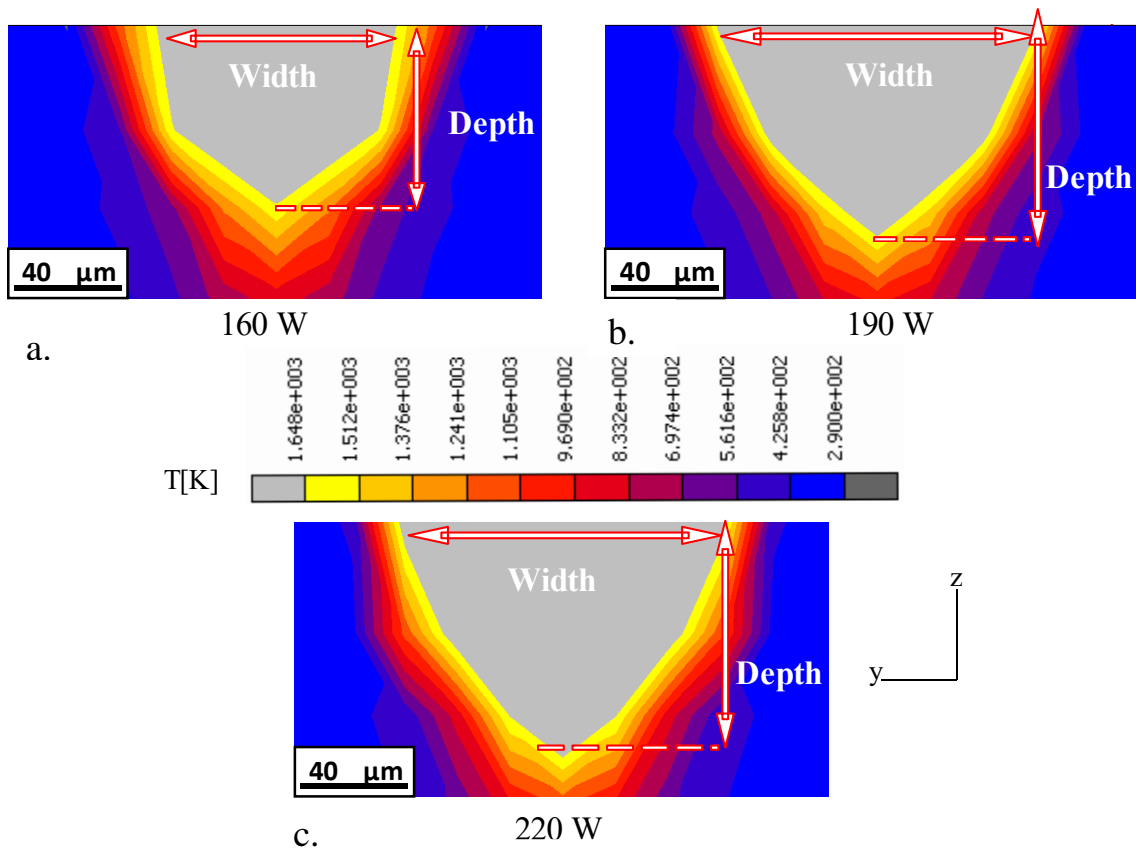 Width
Depth
40 µm
160 W
a.
Width
Depth
40 µm
190 W
b.
1.648e+003
1.512e+003
1.376e+003
1.241e+003
1.105e+003
9.690e+002
8.332e+002
6.974e+002
5.616e+002
4.258e+002
2.900e+002
T[K]
Width
Depth
40 µm
220 W
c.
z
y